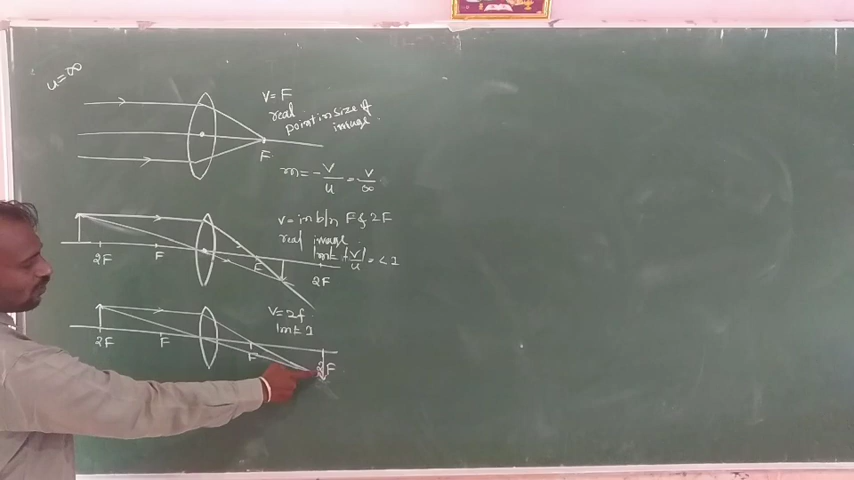 u=∞
v=F
real
point in size of
image.
F
m=-v/u=v/∞
v=in b/n F & 2F
real image
|m|=|v/u|=<1
2F F F 2F
v=2f
|m|=1
2F F F 2F